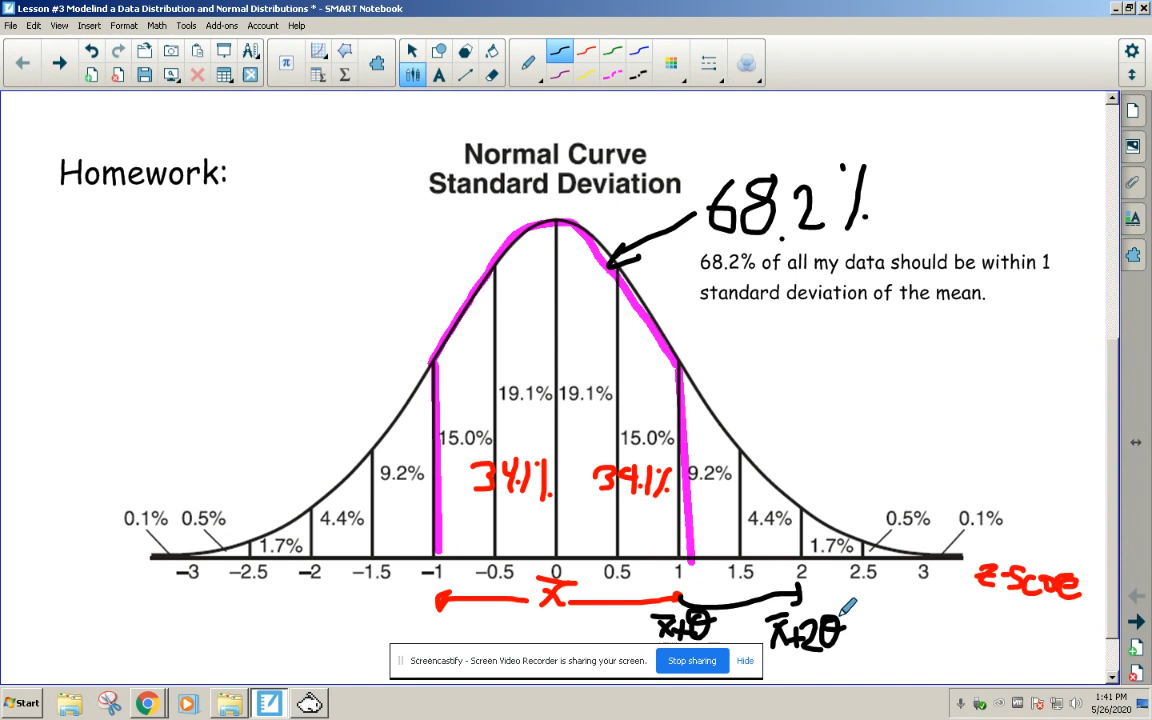 Lesson #3 Modelind a Data Distribution and Normal Distributions * - SMART Notebook
File Edit View Insert Format Math Tools Add-ons Account Help
Homework:
Normal Curve
Standard Deviation
68.2%
68.2% of all my data should be within 1
standard deviation of the mean.
19.1% 19.1%
15.0% 15.0%
34.1% 34.1%
9.2% 9.2%
0.1% 0.5% 4.4% 4.4% 0.5% 0.1%
1.7% 1.7%
−3 −2.5 −2 −1.5 −1 −0.5 0 0.5 1 1.5 2 2.5 3
z-score
x̄
x̄+θ x̄+2θ
Screencastify - Screen Video Recorder is sharing your screen. Stop sharing Hide
Start
1:41 PM
5/26/2020